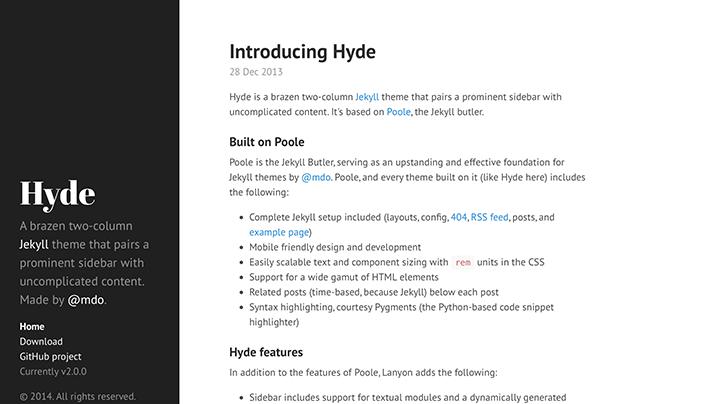 Hyde
A brazen two-column
Jekyll theme that pairs a
prominent sidebar with
uncomplicated content.
Made by @mdo.
Home
Download
GitHub project
Currently v2.0.0
© 2014. All rights reserved.
Introducing Hyde
28 Dec 2013
Hyde is a brazen two-column Jekyll theme that pairs a prominent sidebar with
uncomplicated content. It's based on Poole, the Jekyll butler.
Built on Poole
Poole is the Jekyll Butler, serving as an upstanding and effective foundation for
Jekyll themes by @mdo. Poole, and every theme built on it (like Hyde here) includes
the following:
• Complete Jekyll setup included (layouts, config, 404, RSS feed, posts, and
example page)
• Mobile friendly design and development
• Easily scalable text and component sizing with rem units in the CSS
• Support for a wide gamut of HTML elements
• Related posts (time-based, because Jekyll) below each post
• Syntax highlighting, courtesy Pygments (the Python-based code snippet
highlighter)
Hyde features
In addition to the features of Poole, Lanyon adds the following:
• Sidebar includes support for textual modules and a dynamically generated